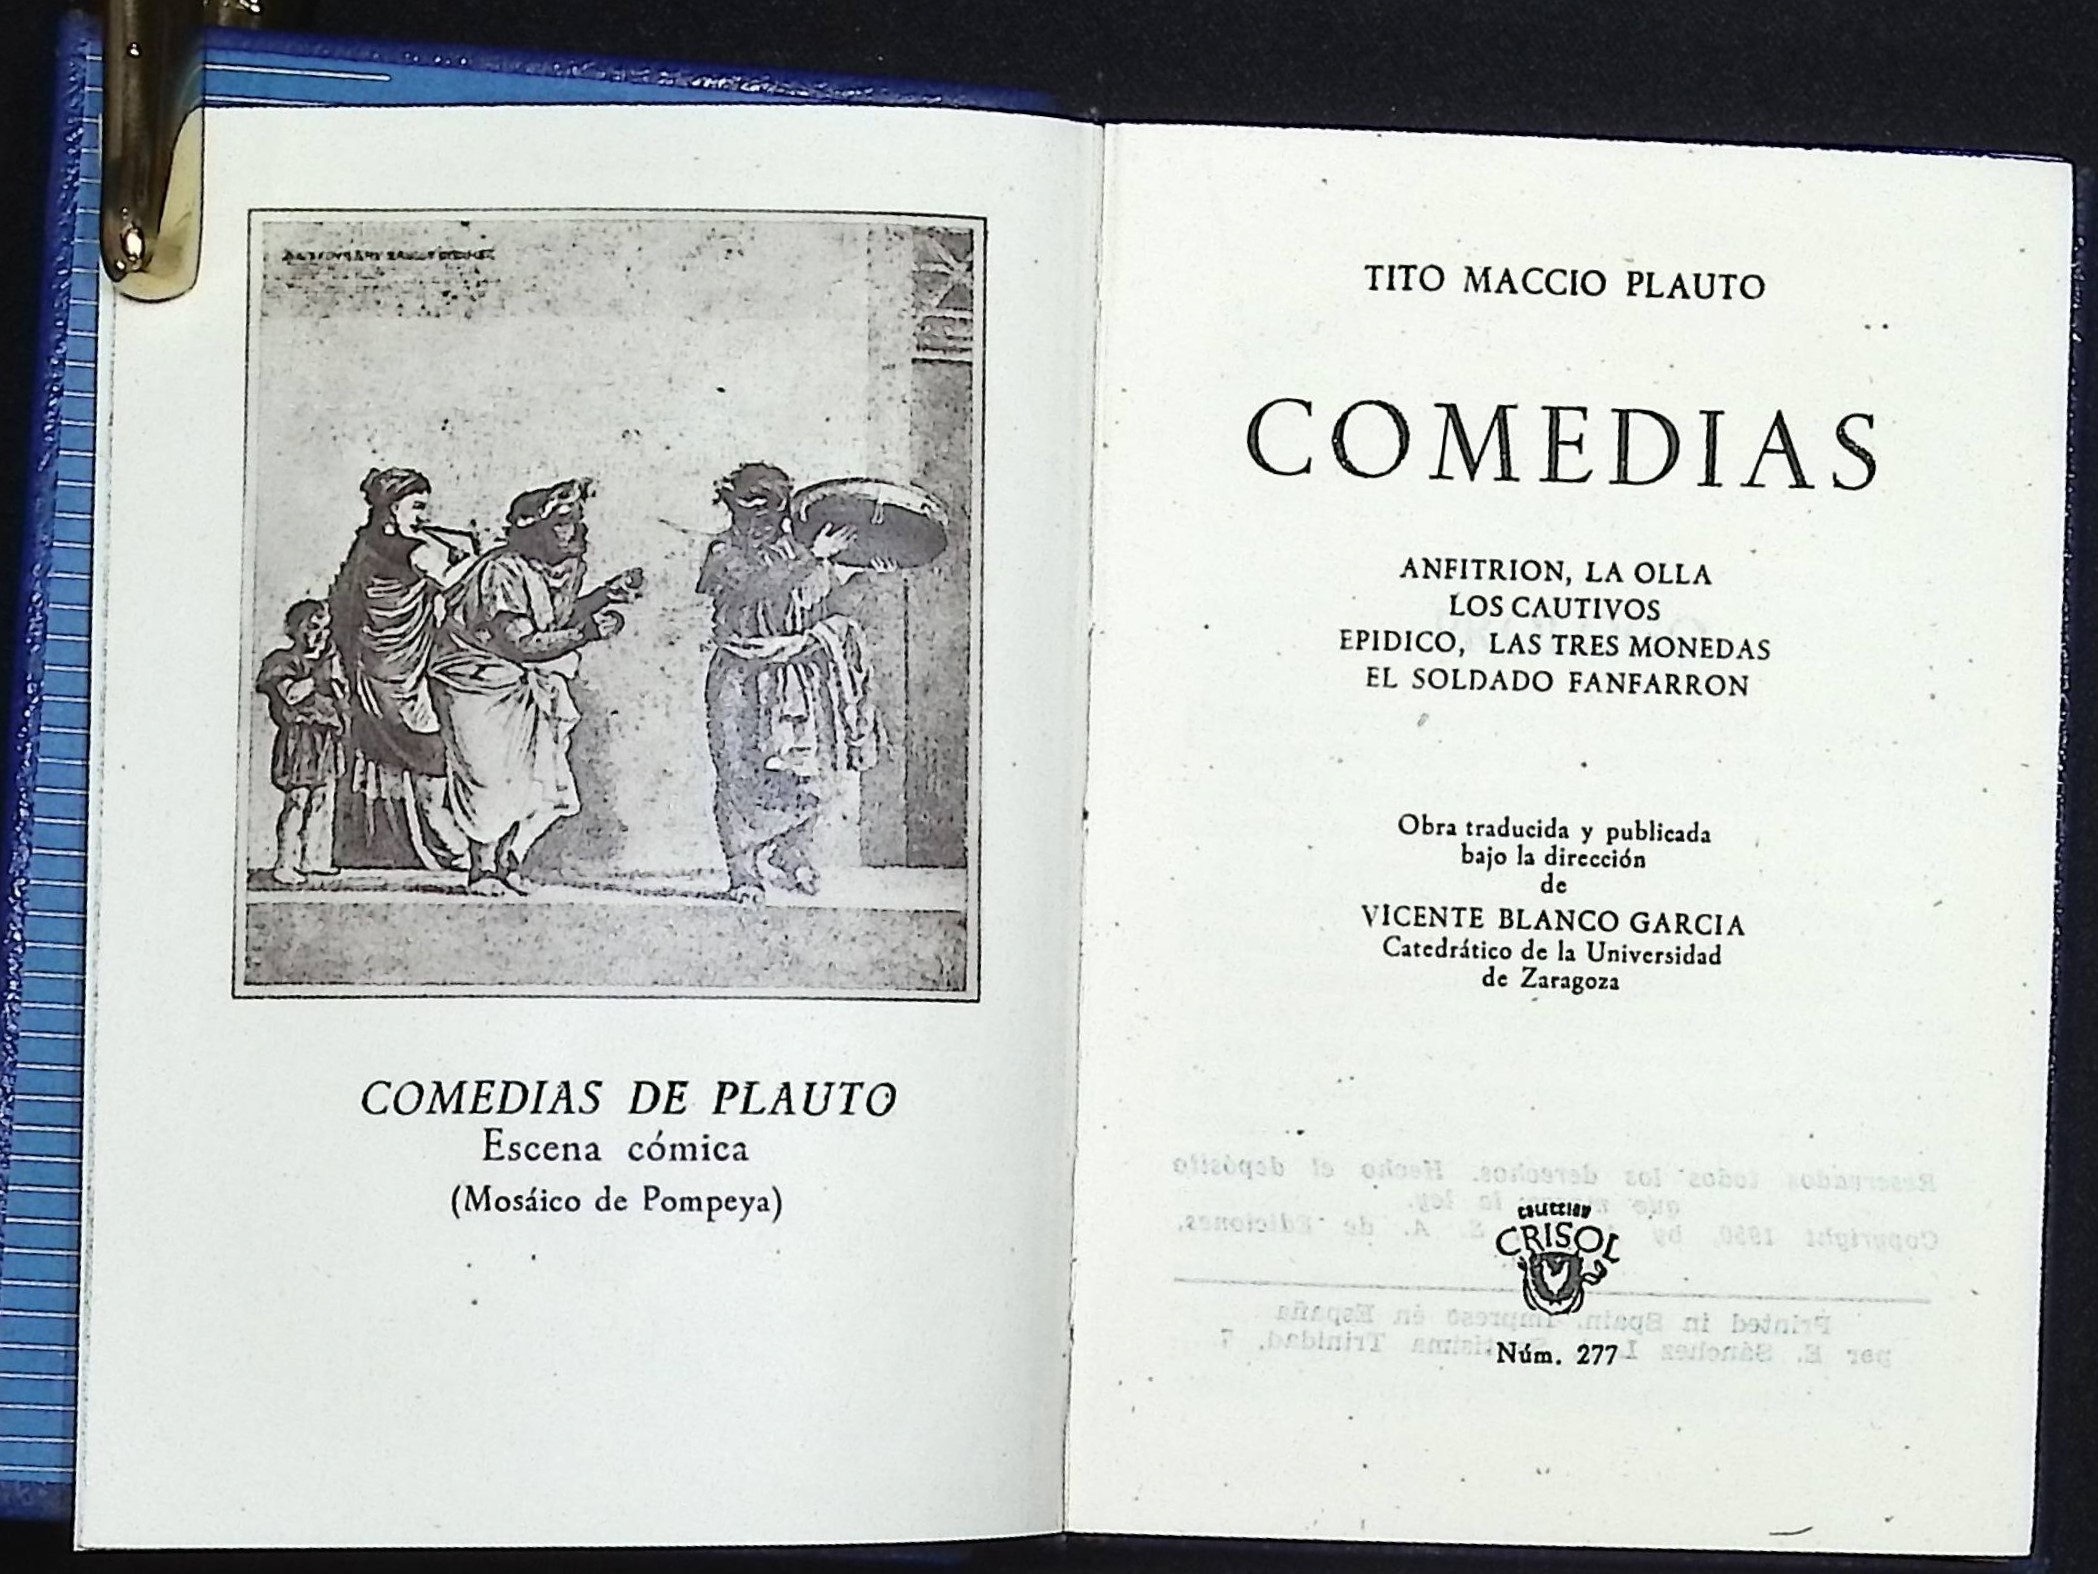 COMEDIAS DE PLAUTO
Escena cómica
(Mosáico de Pompeya)
TITO MACCIO PLAUTO
COMEDIAS
ANFITRION, LA OLLA
LOS CAUTIVOS
EPIDICO, LAS TRES MONEDAS
EL SOLDADO FANFARRON
Obra traducida y publicada
bajo la dirección
de
VICENTE BLANCO GARCIA
Catedrático de la Universidad
de Zaragoza
COLECCION
CRISOL
Núm. 277